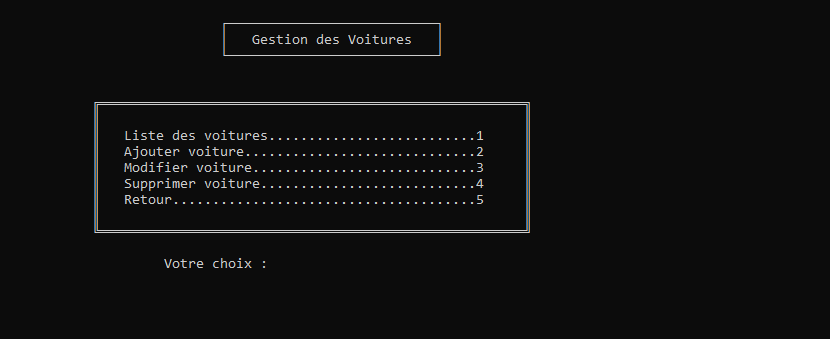 Gestion des Voitures
Liste des voitures..........................1
Ajouter voiture.............................2
Modifier voiture............................3
Supprimer voiture...........................4
Retour......................................5
Votre choix :